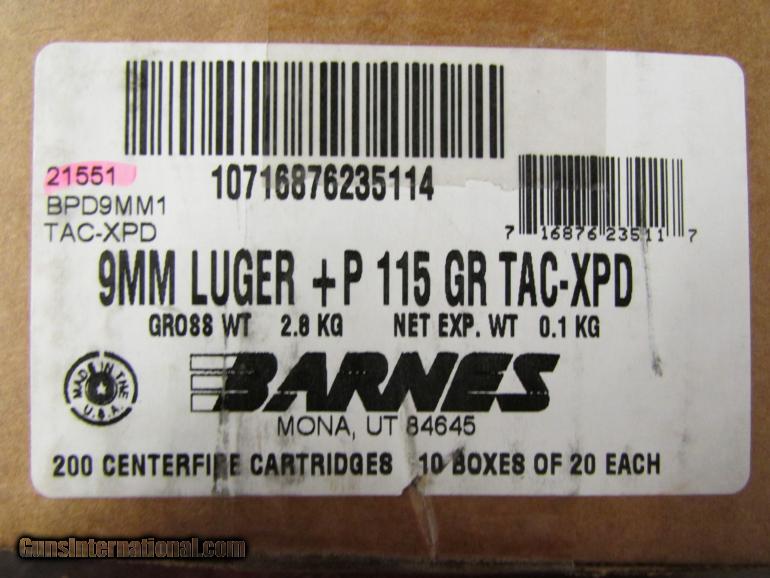 10716876235114
21551
BPD9MM1
TAC-XPD
7 16876 23511 7
9MM LUGER +P 115 GR TAC-XPD
GROSS WT 2.8 KG NET EXP. WT 0.1 KG
MADE IN THE U.S.A.
BARNES
MONA, UT 84645
200 CENTERFIRE CARTRIDGES 10 BOXES OF 20 EACH
GunsInternational.com